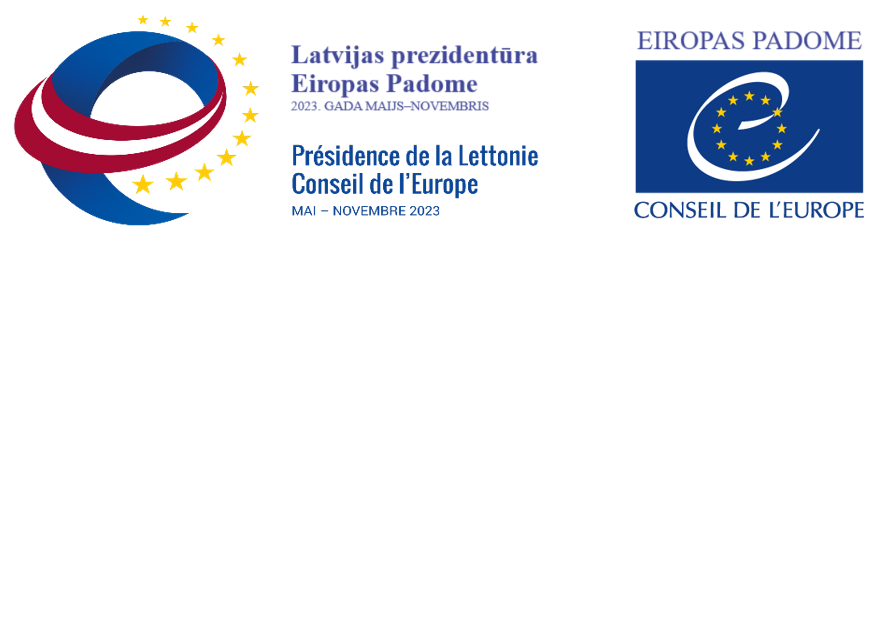 Latvijas prezidentūra
Eiropas Padome
2023. GADA MAIJS–NOVEMBRIS
Présidence de la Lettonie
Conseil de l'Europe
MAI – NOVEMBRE 2023
EIROPAS PADOME
CONSEIL DE L'EUROPE